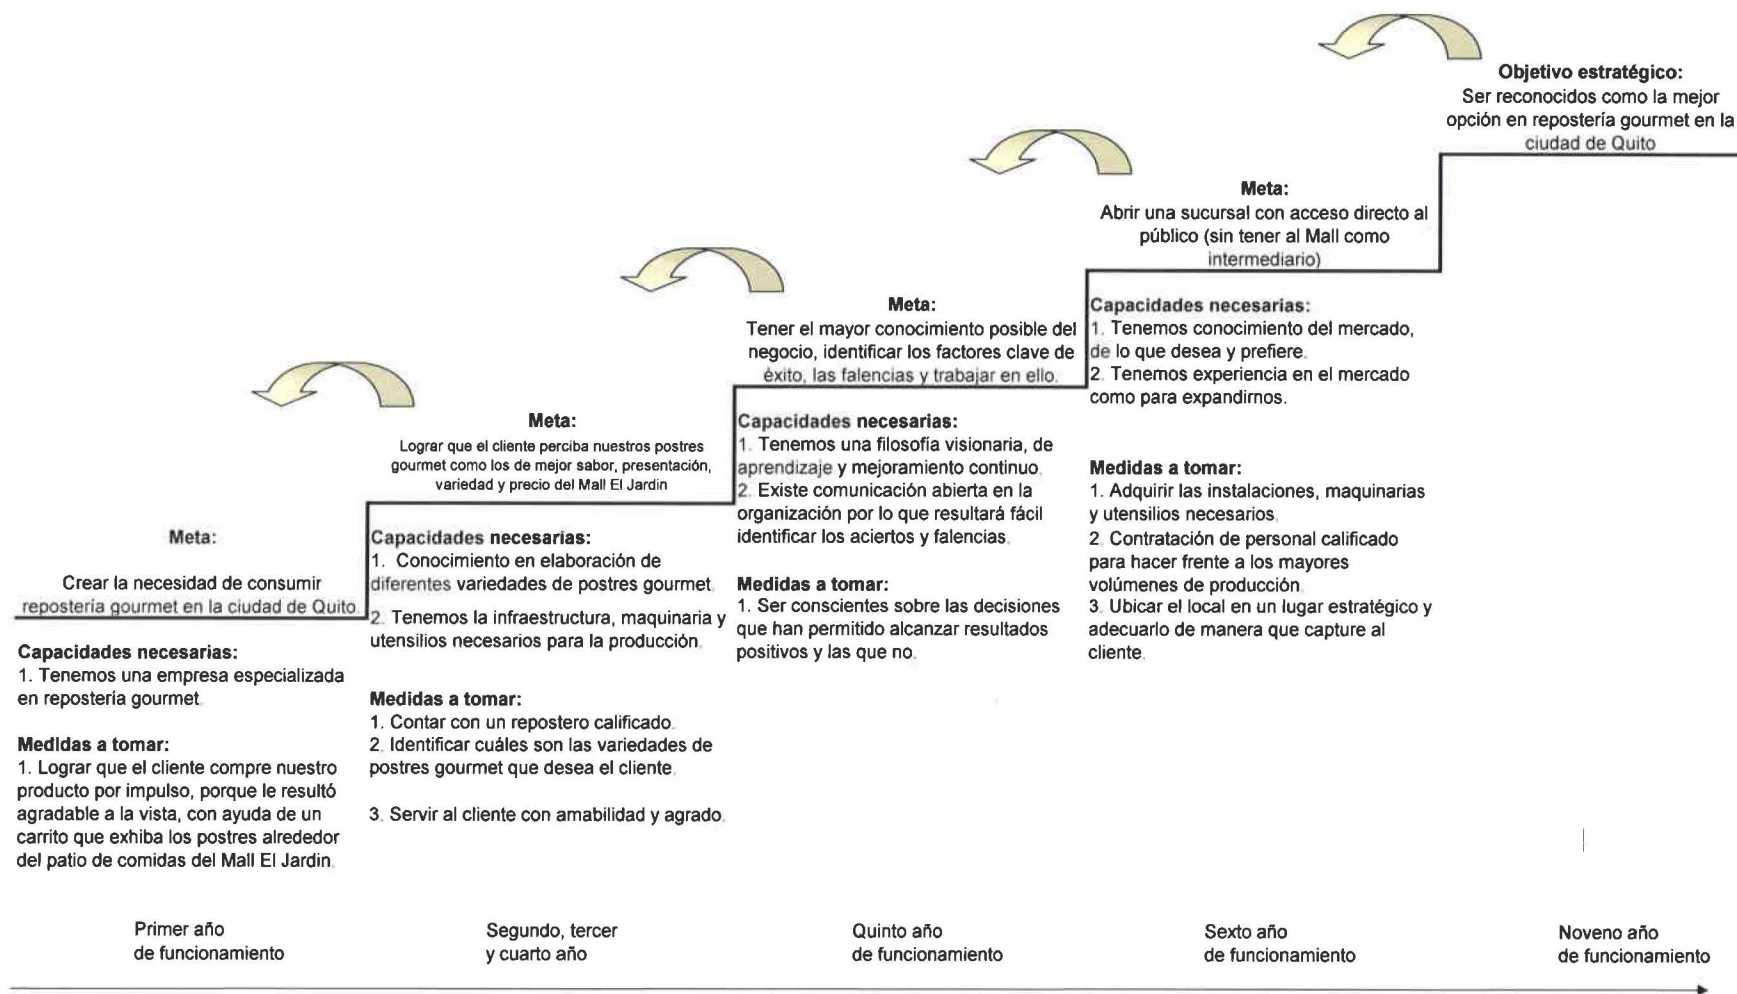 Objetivo estratégico:
Ser reconocidos como la mejor
opción en repostería gourmet en la
ciudad de Quito
Meta:
Abrir una sucursal con acceso directo al
público (sin tener al Mall como
intermediario)
Capacidades necesarias:
1. Tenemos conocimiento del mercado,
de lo que desea y prefiere.
2. Tenemos experiencia en el mercado
como para expandirnos.
Medidas a tomar:
1. Adquirir las instalaciones, maquinarias
y utensilios necesarios.
2. Contratación de personal calificado
para hacer frente a los mayores
volúmenes de producción.
3. Ubicar el local en un lugar estratégico y
adecuarlo de manera que capture al
cliente.
Meta:
Tener el mayor conocimiento posible del
negocio, identificar los factores clave de
éxito, las falencias y trabajar en ello.
Capacidades necesarias:
1. Tenemos una filosofía visionaria, de
aprendizaje y mejoramiento continuo.
2. Existe comunicación abierta en la
organización por lo que resultará fácil
identificar los aciertos y falencias.
Medidas a tomar:
1. Ser conscientes sobre las decisiones
que han permitido alcanzar resultados
positivos y las que no.
Meta:
Lograr que el cliente perciba nuestros postres
gourmet como los de mejor sabor, presentación,
variedad y precio del Mall El Jardin
Capacidades necesarias:
1. Conocimiento en elaboración de
diferentes variedades de postres gourmet.
2. Tenemos la infraestructura, maquinaria y
utensilios necesarios para la producción.
Medidas a tomar:
1. Contar con un repostero calificado.
2. Identificar cuáles son las variedades de
postres gourmet que desea el cliente.
3. Servir al cliente con amabilidad y agrado.
Meta:
Crear la necesidad de consumir
repostería gourmet en la ciudad de Quito.
Capacidades necesarias:
1. Tenemos una empresa especializada
en repostería gourmet.
Medidas a tomar:
1. Lograr que el cliente compre nuestro
producto por impulso, porque le resultó
agradable a la vista, con ayuda de un
carrito que exhiba los postres alrededor
del patio de comidas del Mall El Jardin.
Primer año
de funcionamiento
Segundo, tercer
y cuarto año
Quinto año
de funcionamiento
Sexto año
de funcionamiento
Noveno año
de funcionamiento